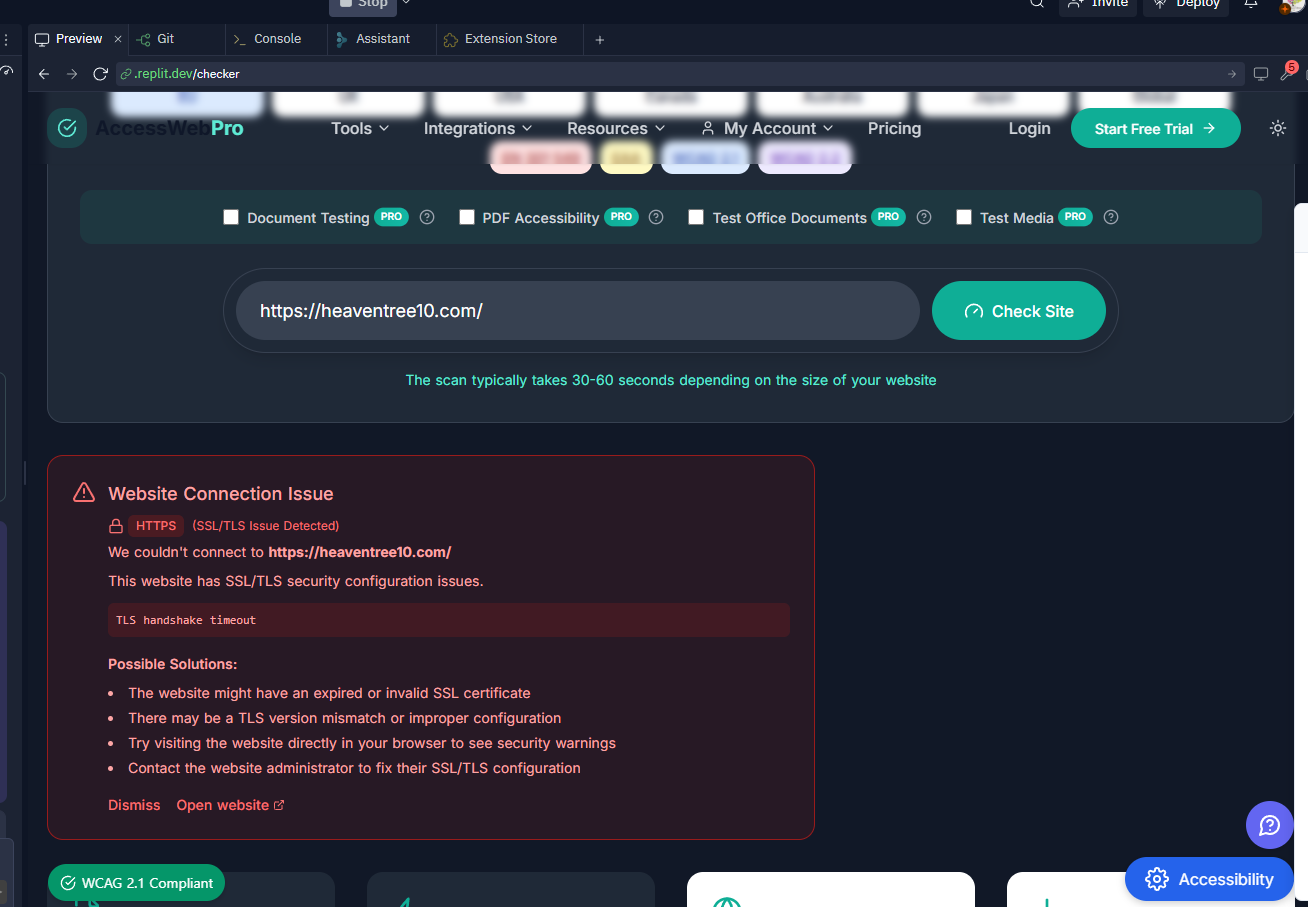 Stop
Invite
Deploy
Preview
Git
Console
Assistant
Extension Store
.replit.dev/checker
5
AccessWebPro
Tools
Integrations
Resources
My Account
Pricing
Login
Start Free Trial
Document Testing PRO
PDF Accessibility PRO
Test Office Documents PRO
Test Media PRO
https://heaventree10.com/
Check Site
The scan typically takes 30-60 seconds depending on the size of your website
Website Connection Issue
HTTPS (SSL/TLS Issue Detected)
We couldn't connect to https://heaventree10.com/
This website has SSL/TLS security configuration issues.
TLS handshake timeout
Possible Solutions:
• The website might have an expired or invalid SSL certificate
• There may be a TLS version mismatch or improper configuration
• Try visiting the website directly in your browser to see security warnings
• Contact the website administrator to fix their SSL/TLS configuration
Dismiss
Open website
WCAG 2.1 Compliant
Accessibility